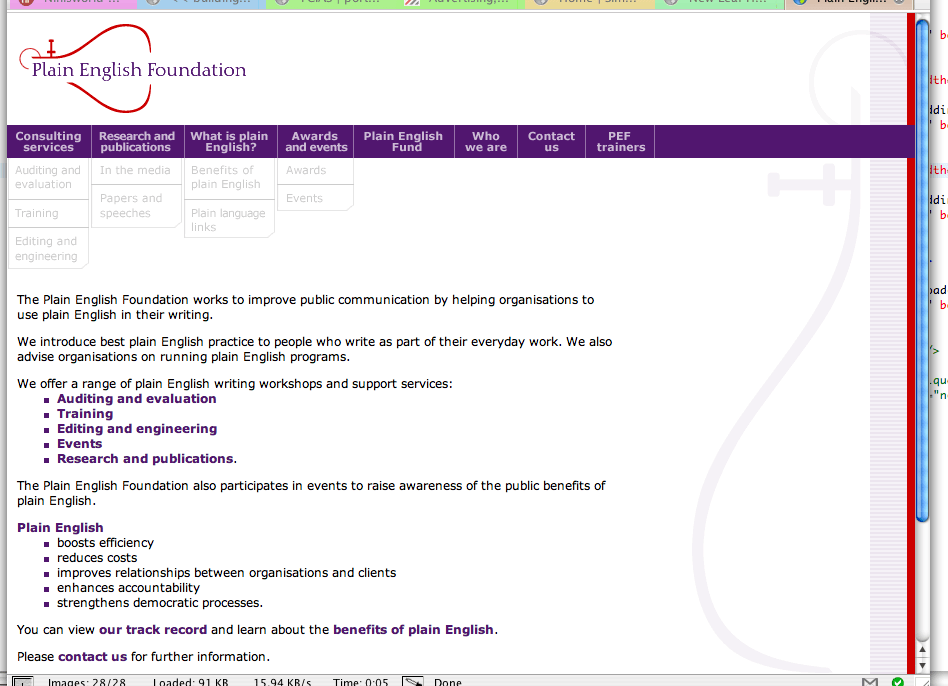 Plain English Foundation
Consulting services
Research and publications
What is plain English?
Awards and events
Plain English Fund
Who we are
Contact us
PEF trainers
Auditing and evaluation
Training
Editing and engineering
In the media
Papers and speeches
Benefits of plain English
Plain language links
Awards
Events
The Plain English Foundation works to improve public communication by helping organisations to
use plain English in their writing.
We introduce best plain English practice to people who write as part of their everyday work. We also
advise organisations on running plain English programs.
We offer a range of plain English writing workshops and support services:
Auditing and evaluation
Training
Editing and engineering
Events
Research and publications.
The Plain English Foundation also participates in events to raise awareness of the public benefits of
plain English.
Plain English
boosts efficiency
reduces costs
improves relationships between organisations and clients
enhances accountability
strengthens democratic processes.
You can view our track record and learn about the benefits of plain English.
Please contact us for further information.
Images: 28/28 Loaded: 91 KB 15.94 KB/s Time: 0:05 Done